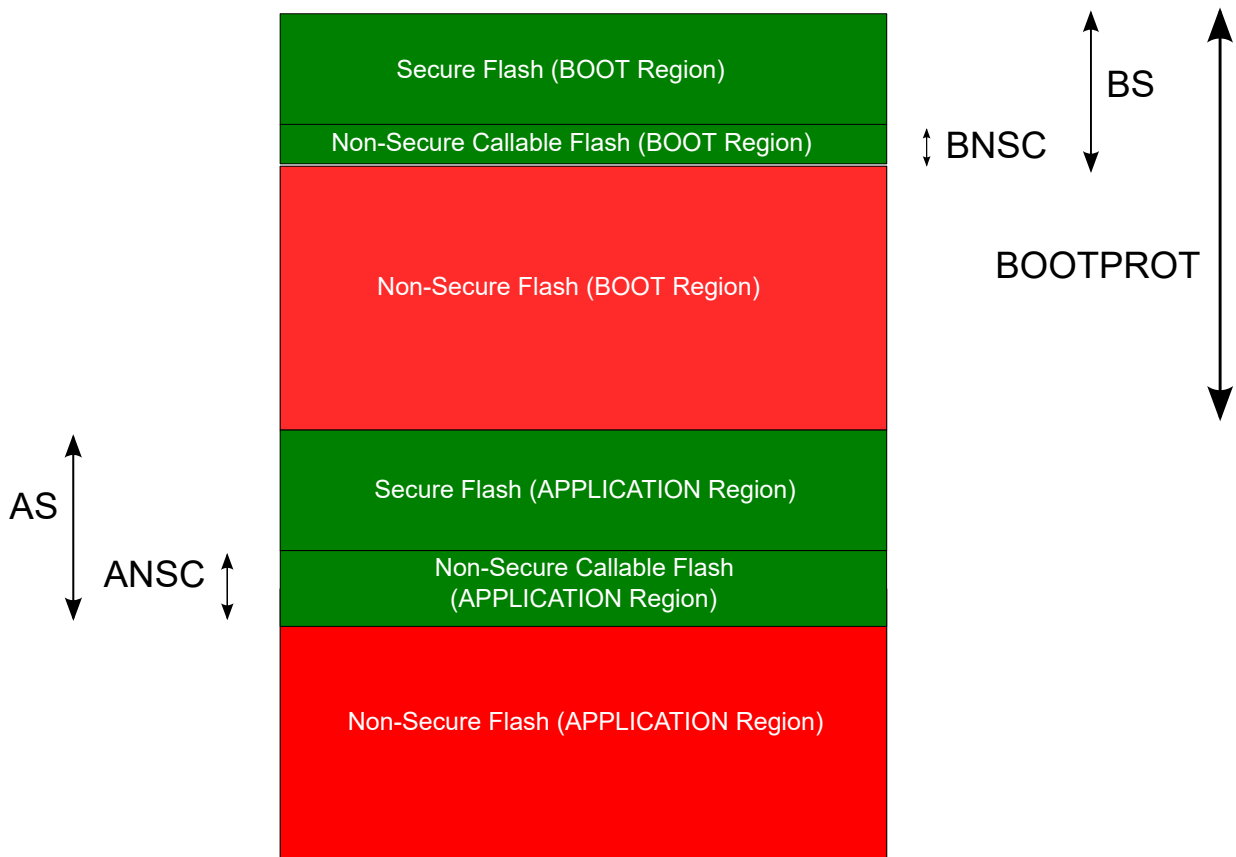 Secure Flash (BOOT Region)
BS
Non-Secure Callable Flash (BOOT Region)
BNSC
BOOTPROT
Non-Secure Flash (BOOT Region)
Secure Flash (APPLICATION Region)
AS
ANSC
Non-Secure Callable Flash
(APPLICATION Region)
Non-Secure Flash (APPLICATION Region)